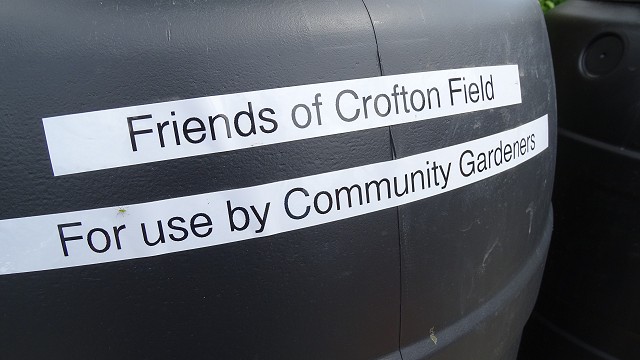 Friends of Crofton Field
For use by Community Gardeners